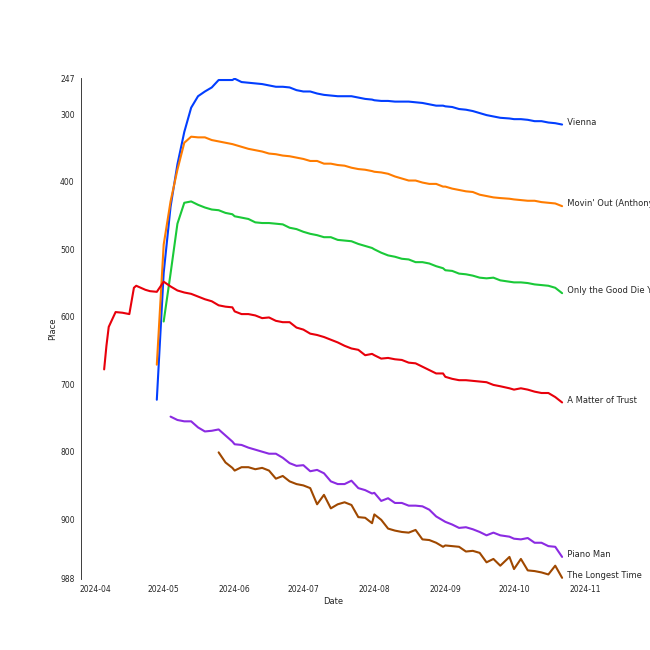 247
300
400
500
600
700
800
900
988
Place
2024-04
2024-05
2024-06
2024-07
2024-08
2024-09
2024-10
2024-11
Date
Vienna
Movin' Out (Anthony
Only the Good Die Y
A Matter of Trust
Piano Man
The Longest Time